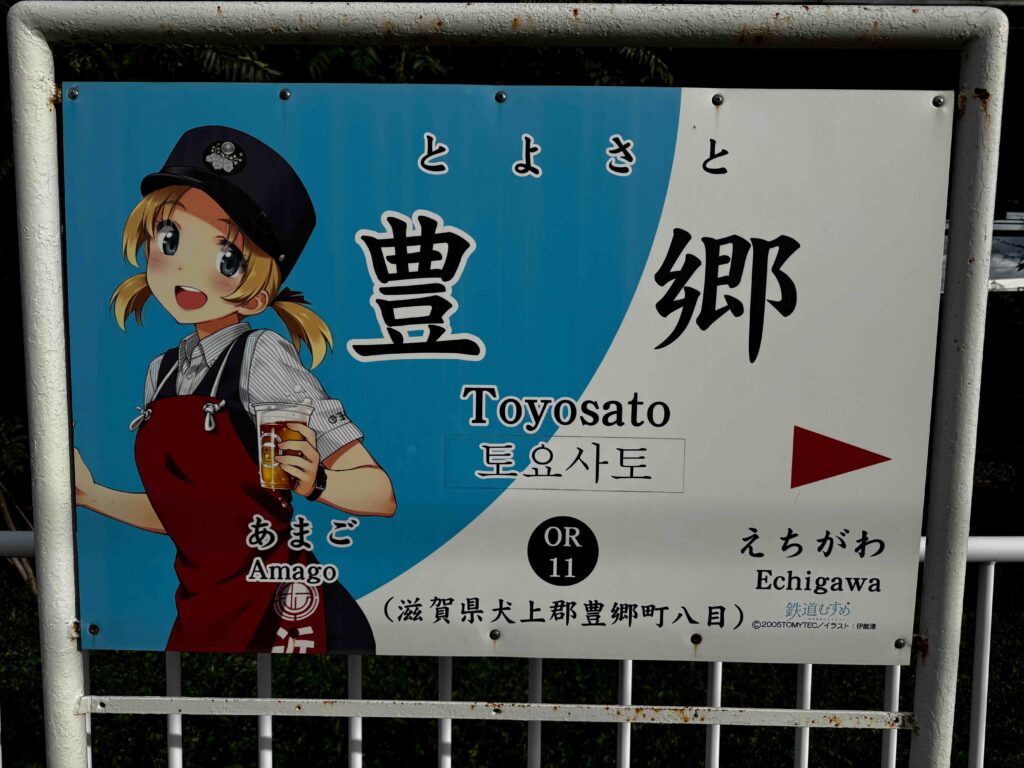 とよさと
豊郷
Toyosato
토요사토
あまご
Amago
OR
11
えちがわ
Echigawa
(滋賀県犬上郡豊郷町八目)
鉄道むすめ
©2005TOMYTEC/イラスト:伊能津
近